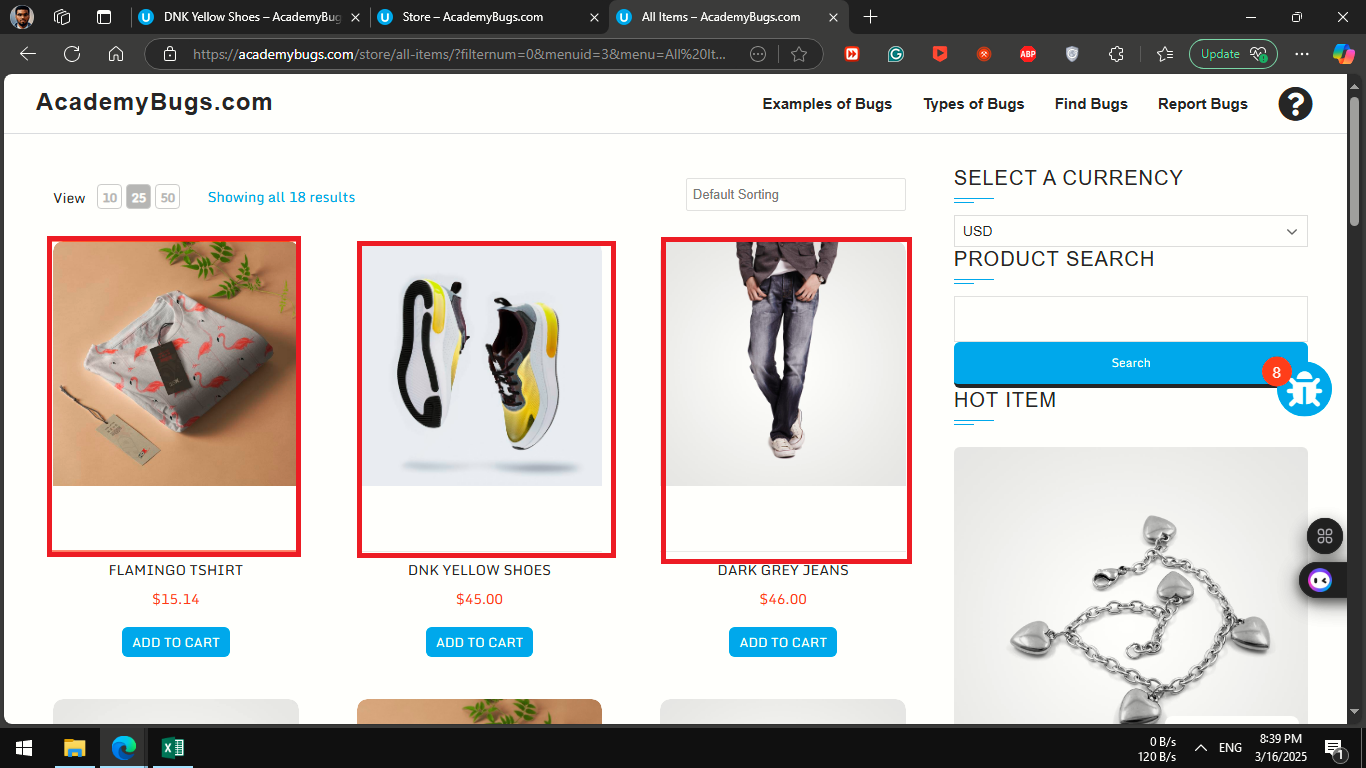 DNK Yellow Shoes – AcademyBug
Store – AcademyBugs.com
All Items – AcademyBugs.com
https://academybugs.com/store/all-items/?filternum=0&menuid=3&menu=All%20It...
ABP
Update
AcademyBugs.com
Examples of Bugs
Types of Bugs
Find Bugs
Report Bugs
?
View 10 25 50
Showing all 18 results
Default Sorting
SELECT A CURRENCY
USD
PRODUCT SEARCH
Search
8
HOT ITEM
FLAMINGO TSHIRT
$15.14
ADD TO CART
DNK YELLOW SHOES
$45.00
ADD TO CART
DARK GREY JEANS
$46.00
ADD TO CART
0 B/s
120 B/s
ENG
8:39 PM
3/16/2025
1